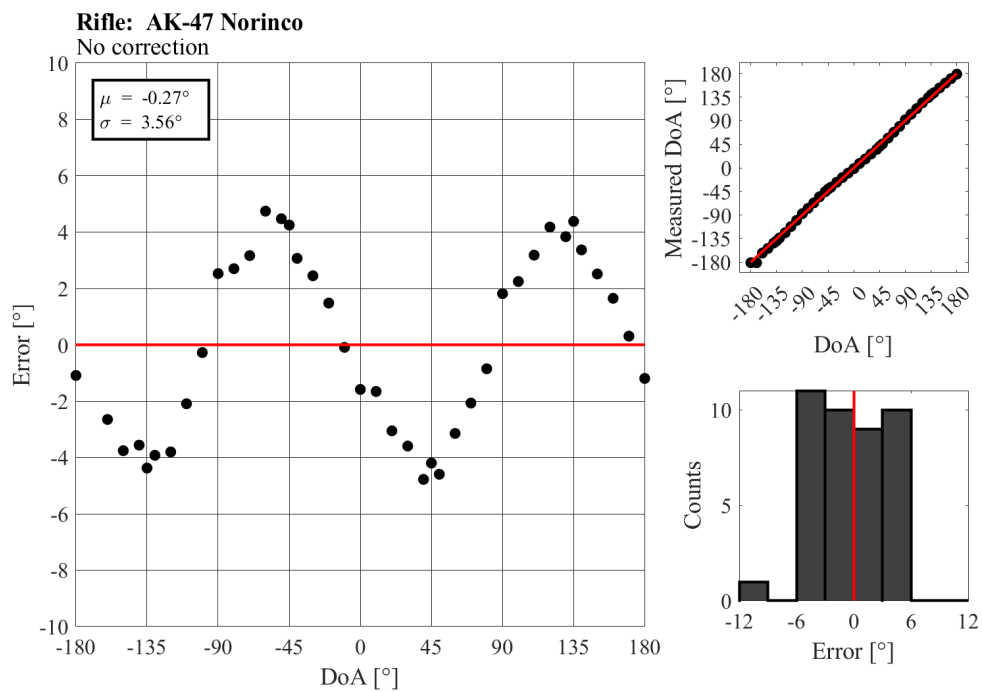 Rifle: AK-47 Norinco
No correction
10
8
6
4
2
0
-2
-4
-6
-8
-10
μ = -0.27°
σ = 3.56°
-180 -135 -90 -45 0 45 90 135 180
DoA [°]
Error [°]
180
135
90
45
0
-45
-90
-135
-180
Measured DoA [°]
-180 -135 -90 -45 0 45 90 135 180
DoA [°]
10
5
0
Counts
-12 -6 0 6 12
Error [°]